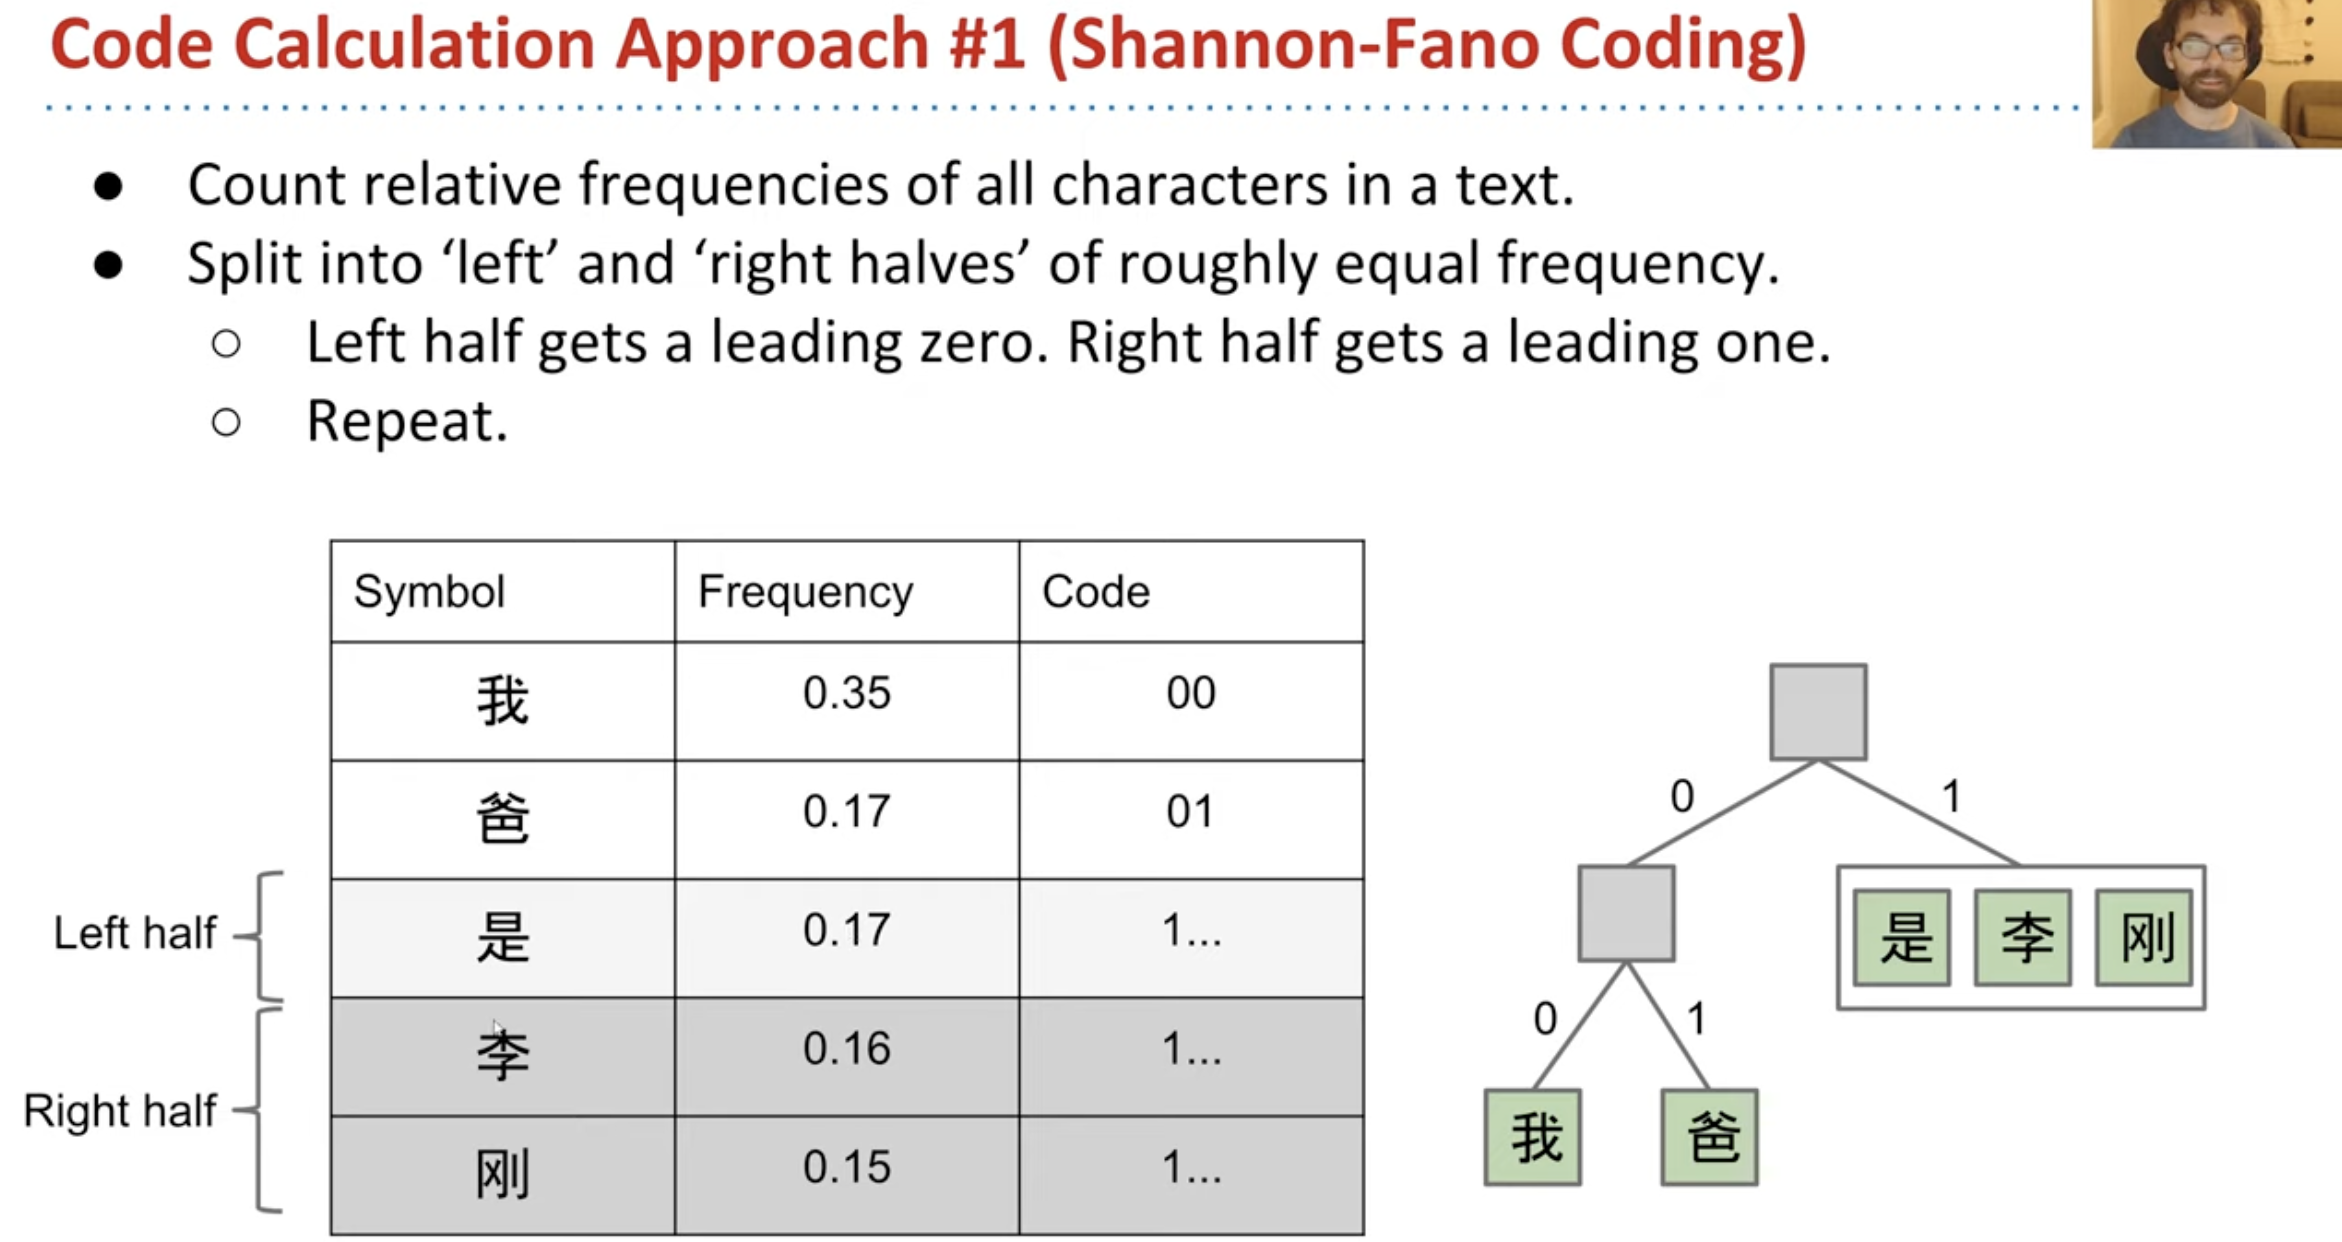 Code Calculation Approach #1 (Shannon-Fano Coding)
● Count relative frequencies of all characters in a text.
● Split into ‘left’ and ‘right halves’ of roughly equal frequency.
○ Left half gets a leading zero. Right half gets a leading one.
○ Repeat.
Symbol Frequency Code
我 0.35 00
爸 0.17 01
Left half 是 0.17 1...
李 0.16 1...
Right half
刚 0.15 1...
0 1
是 李 刚
0 1
我 爸